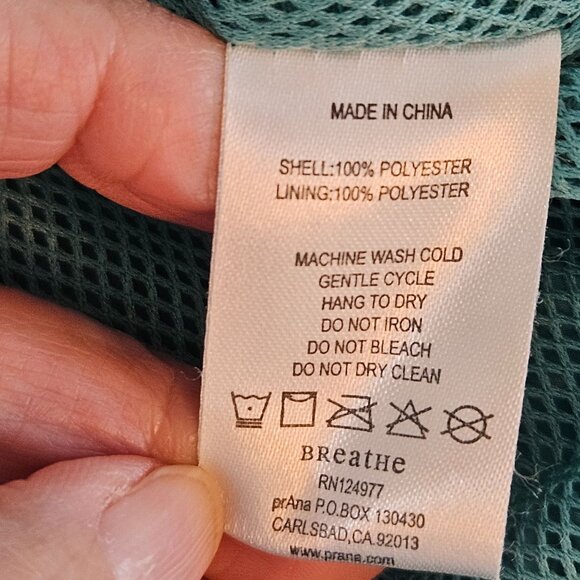 MADE IN CHINA
SHELL:100% POLYESTER
LINING:100% POLYESTER
MACHINE WASH COLD
GENTLE CYCLE
HANG TO DRY
DO NOT IRON
DO NOT BLEACH
DO NOT DRY CLEAN
BReatHe
RN124977
prAna P.O.BOX 130430
CARLSBAD,CA.92013
www.prana.com